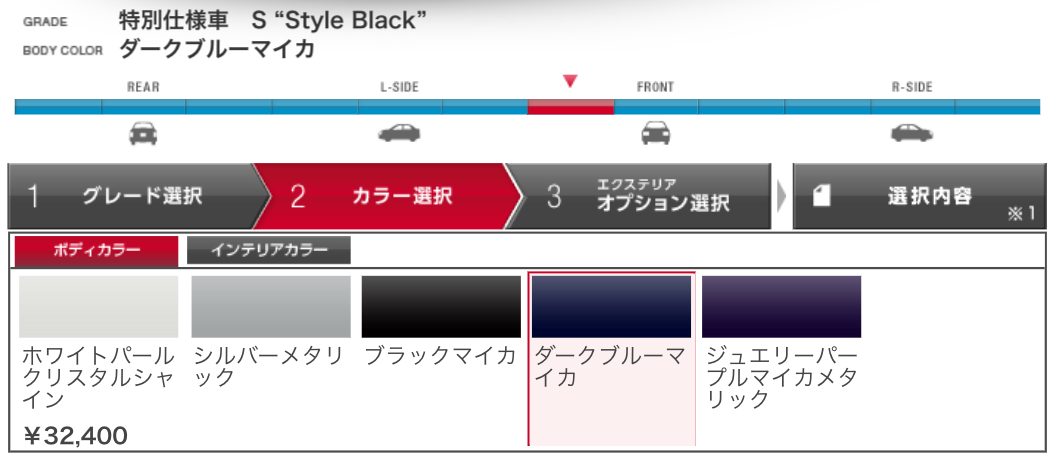 GRADE 特別仕様車 S “Style Black”
BODY COLOR ダークブルーマイカ
REAR L-SIDE FRONT R-SIDE
1 グレード選択 2 カラー選択 3 エクステリア オプション選択 選択内容 ※1
ボディカラー インテリアカラー
ホワイトパール
クリスタルシャ
イン
¥32,400
シルバーメタリ
ック
ブラックマイカ
ダークブルーマ
イカ
ジュエリーパー
プルマイカメタ
リック